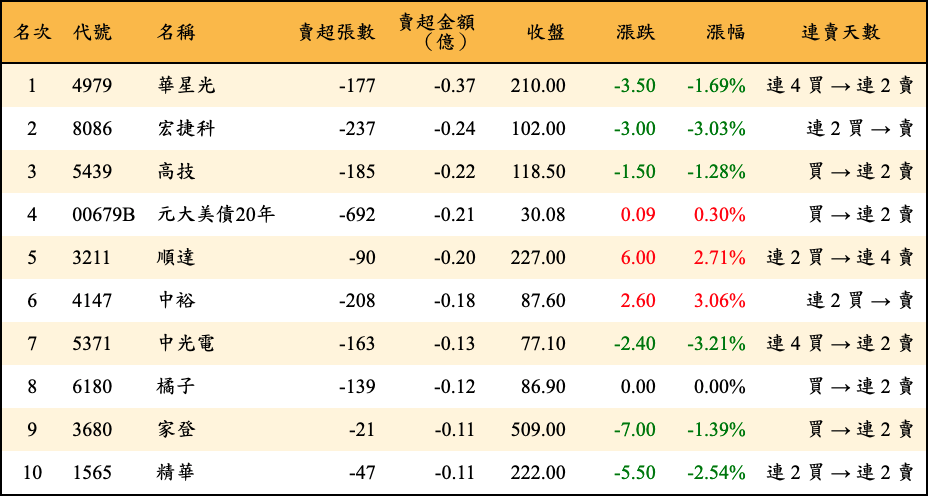 名次 代號 名稱 賣超張數 賣超金額（億） 收盤 漲跌 漲幅 連賣天數
1 4979 華星光 -177 -0.37 210.00 -3.50 -1.69% 連 4 買 → 連 2 賣
2 8086 宏捷科 -237 -0.24 102.00 -3.00 -3.03% 連 2 買 → 賣
3 5439 高技 -185 -0.22 118.50 -1.50 -1.28% 買 → 連 2 賣
4 00679B 元大美債20年 -692 -0.21 30.08 0.09 0.30% 買 → 連 2 賣
5 3211 順達 -90 -0.20 227.00 6.00 2.71% 連 2 買 → 連 4 賣
6 4147 中裕 -208 -0.18 87.60 2.60 3.06% 連 2 買 → 賣
7 5371 中光電 -163 -0.13 77.10 -2.40 -3.21% 連 4 買 → 連 2 賣
8 6180 橘子 -139 -0.12 86.90 0.00 0.00% 買 → 連 2 賣
9 3680 家登 -21 -0.11 509.00 -7.00 -1.39% 買 → 連 2 賣
10 1565 精華 -47 -0.11 222.00 -5.50 -2.54% 連 2 買 → 連 2 賣